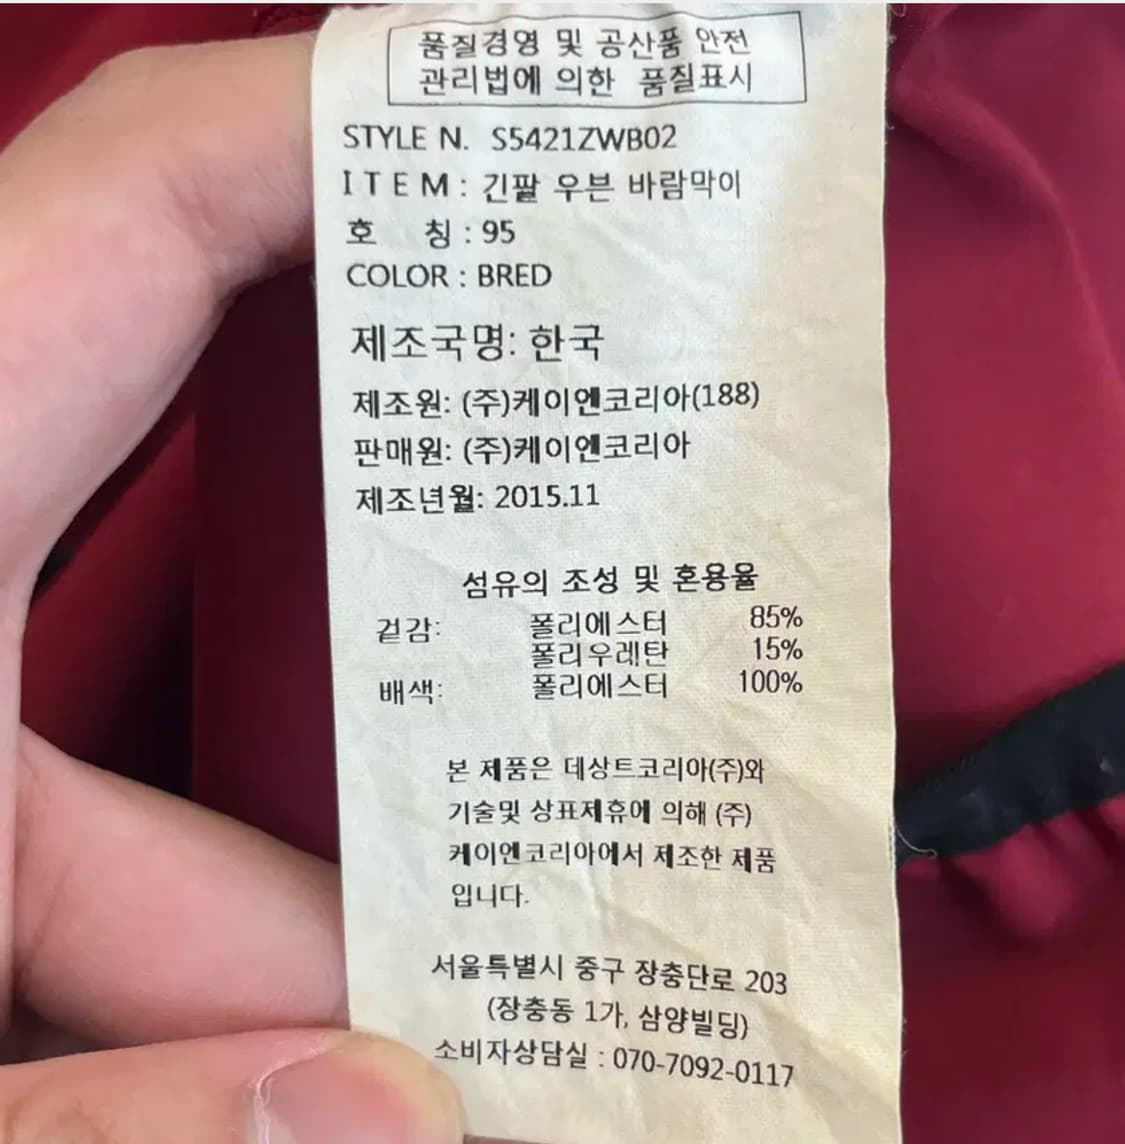 품질경영 및 공산품 안전
관리법에 의한 품질표시
STYLE N. S5421ZWB02
ITEM : 긴팔 우븐 바람막이
호 칭 : 95
COLOR : BRED
제조국명: 한국
제조원: (주)케이엔코리아(188)
판매원: (주)케이엔코리아
제조년월: 2015.11
섬유의 조성 및 혼용율
겉감: 폴리에스터 85%
폴리우레탄 15%
배색: 폴리에스터 100%
본 제품은 데상트코리아(주)와
기술및 상표제휴에 의해 (주)
케이엔코리아에서 제조한 제품
입니다.
서울특별시 중구 장충단로 203
(장충동 1가, 삼양빌딩)
소비자상담실 : 070-7092-0117